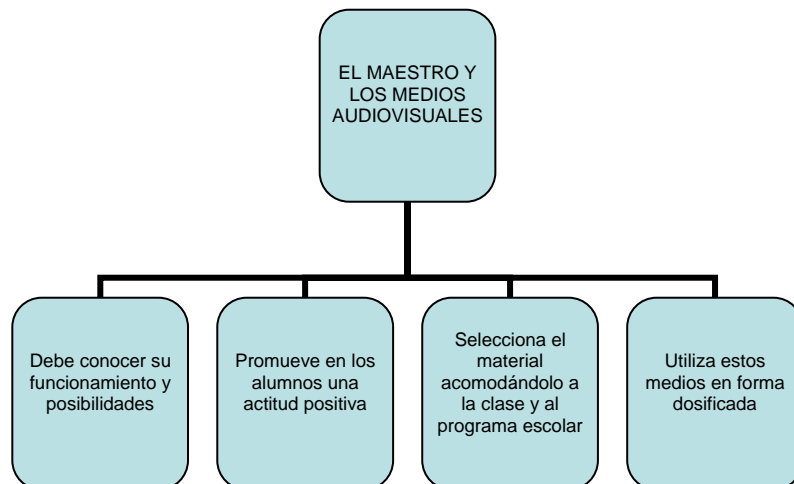 EL MAESTRO Y
LOS MEDIOS
AUDIOVISUALES
Debe conocer su
funcionamiento y
posibilidades
Promueve en los
alumnos una
actitud positiva
Selecciona el
material
acomodándolo a
la clase y al
programa escolar
Utiliza estos
medios en forma
dosificada